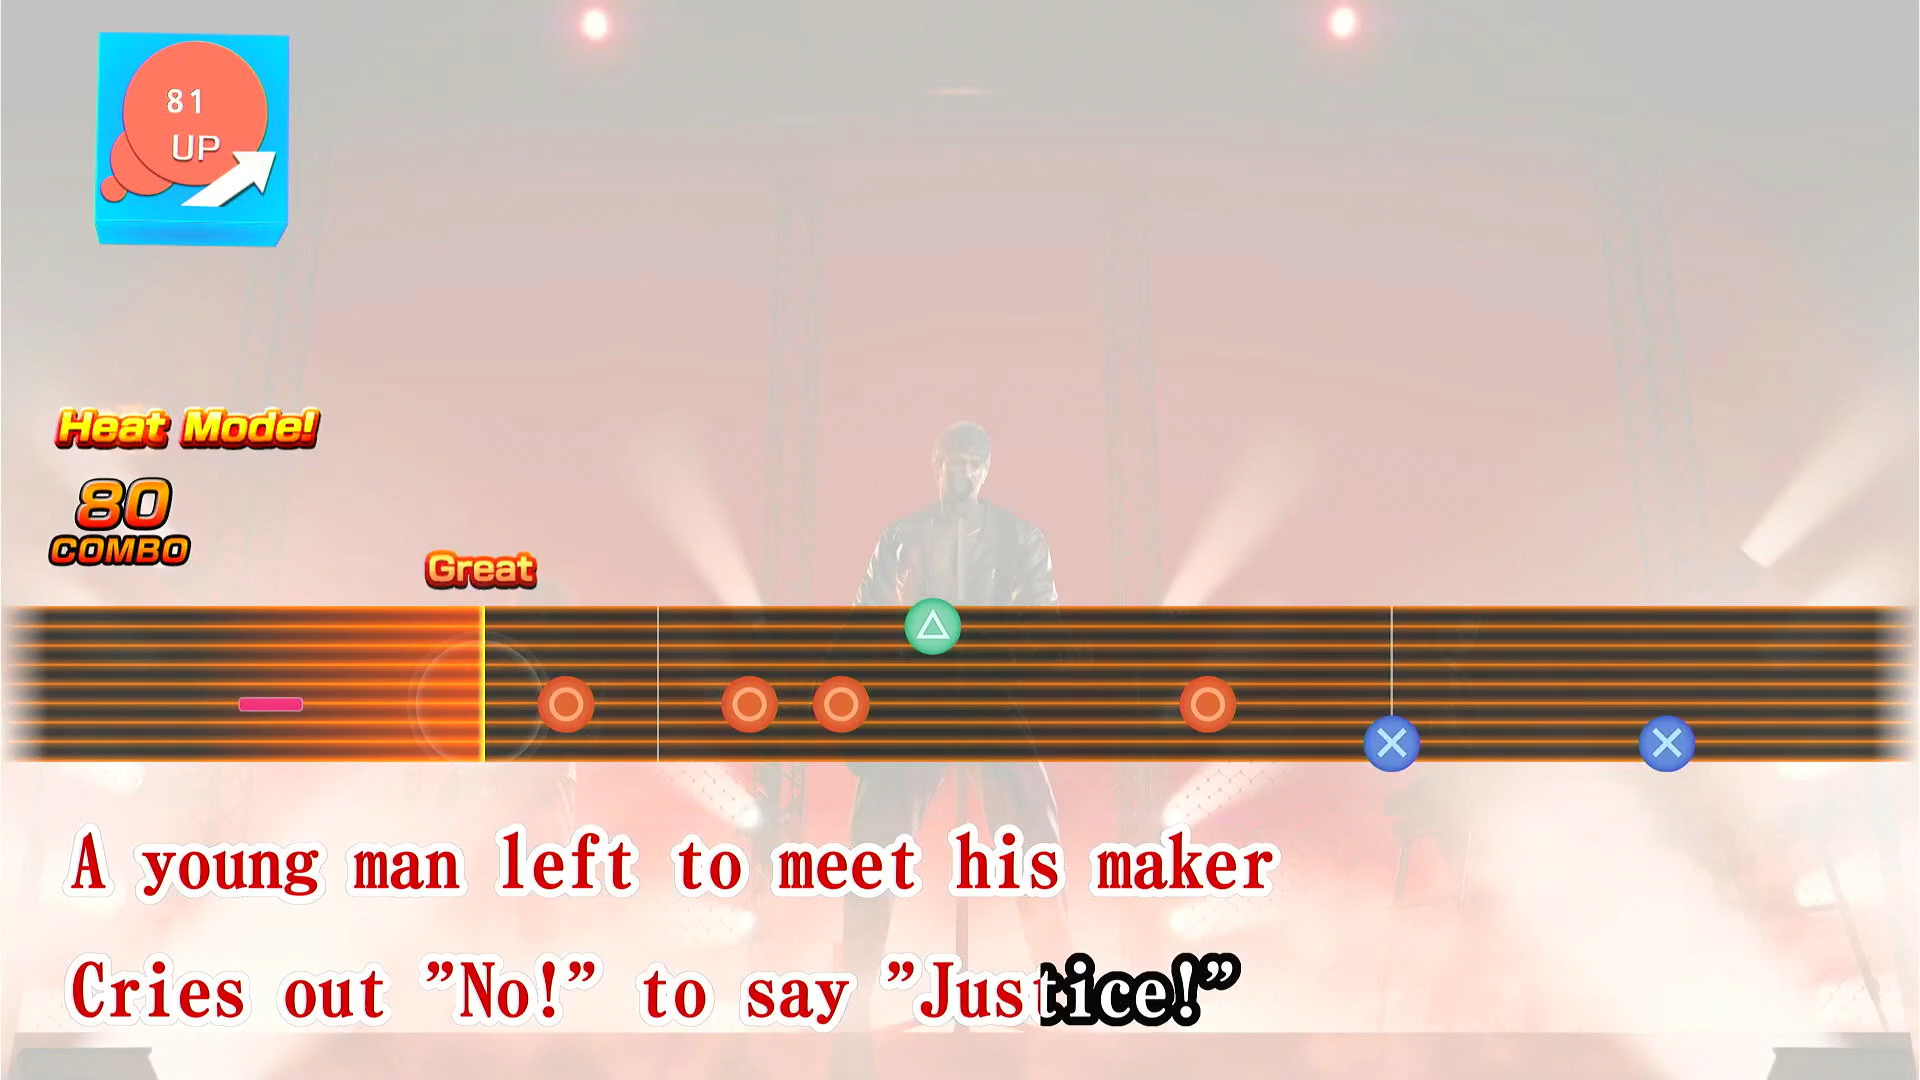 81
UP
Heat Mode!
80
COMBO
Great
A young man left to meet his maker
Cries out ”No!” to say ”Justice!”